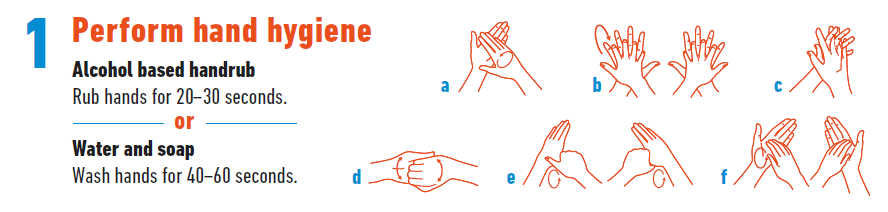 1
Perform hand hygiene
Alcohol based handrub
Rub hands for 20–30 seconds.
or
Water and soap
Wash hands for 40–60 seconds.
a
b
c
d
e
f